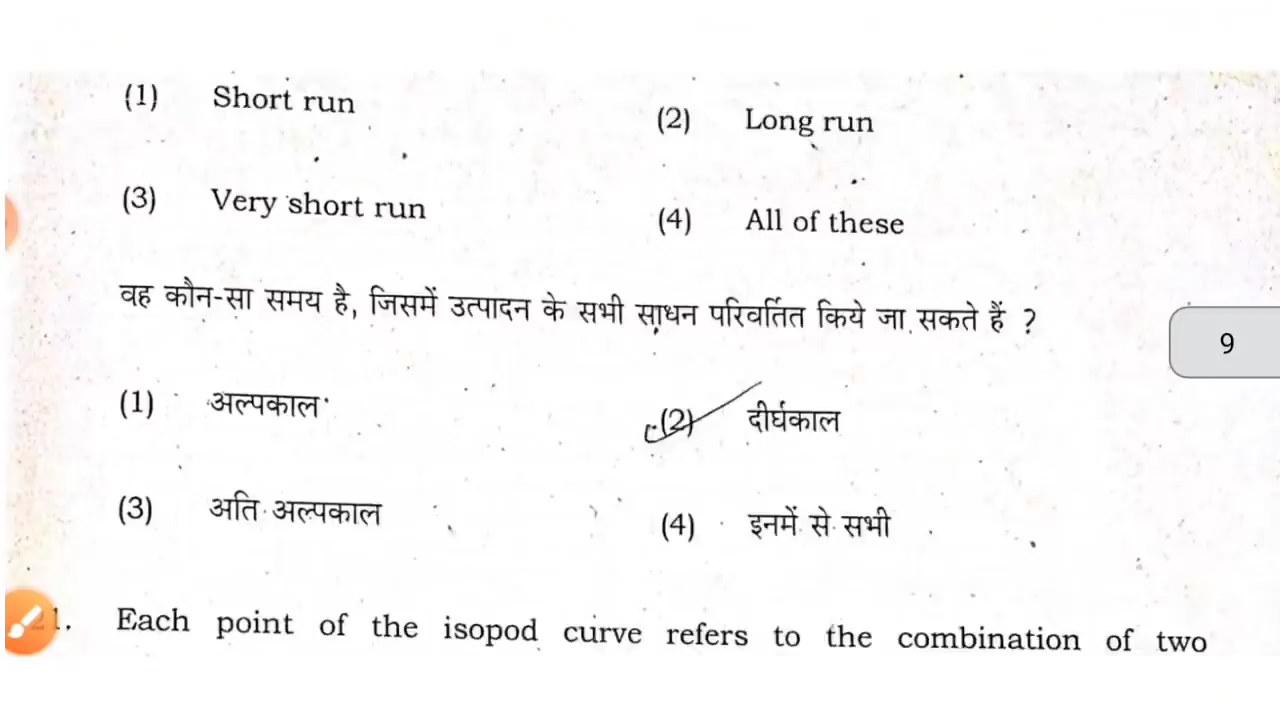 (1) Short run (2) Long run
(3) Very short run (4) All of these
वह कौन-सा समय है, जिसमें उत्पादन के सभी साधन परिवर्तित किये जा सकते हैं ?
9
(1) अल्पकाल (2) दीर्घकाल
(3) अति अल्पकाल (4) इनमें से सभी
21. Each point of the isopod curve refers to the combination of two